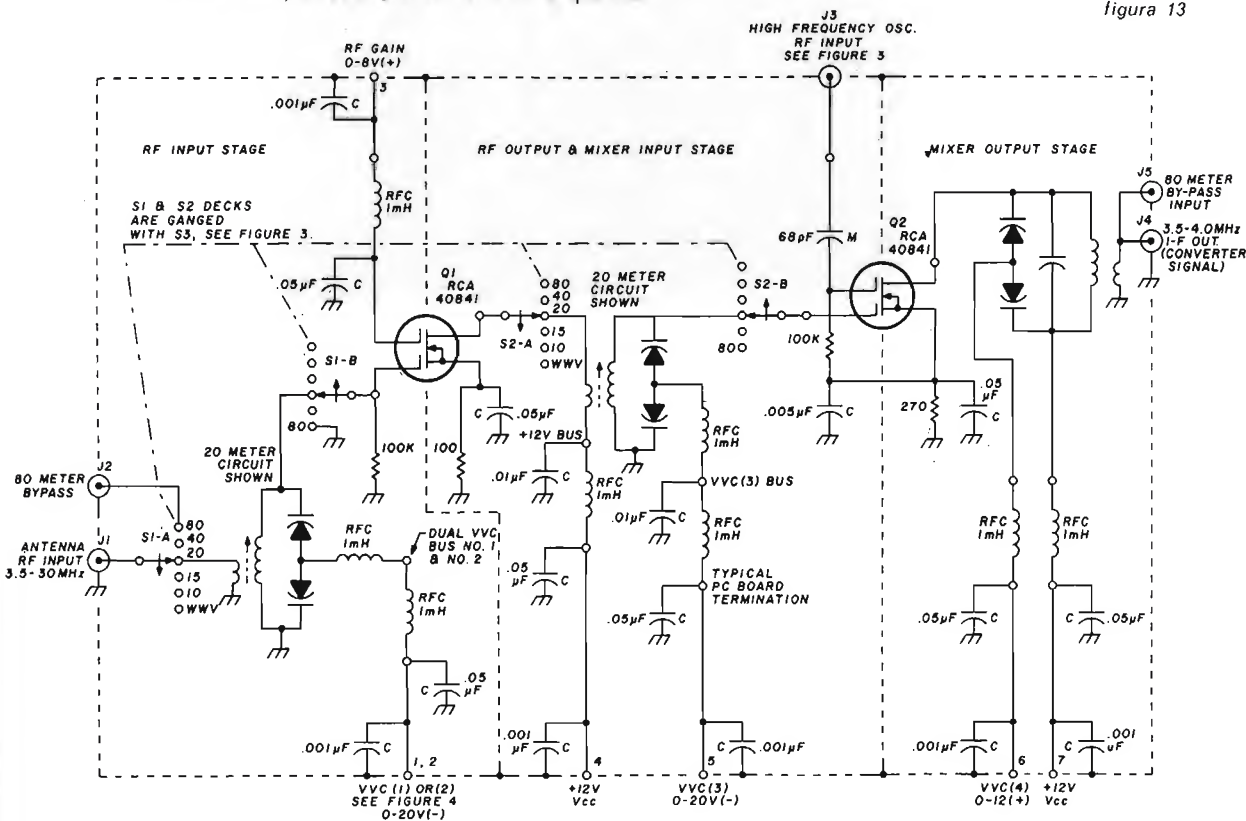 figura 13
J3
HIGH FREQUENCY OSC.
RF INPUT
SEE FIGURE 3
RF GAIN
0-8V(+)
3
.001µF
C
RF INPUT STAGE
RF OUTPUT & MIXER INPUT STAGE
MIXER OUTPUT STAGE
RFC
1mH
S1 & S2 DECKS
ARE GANGED
WITH S3, SEE FIGURE 3.
.05µF
C
Q1
RCA
40841
80
40
20
15
10
WWV
S2-A
20 METER
CIRCUIT
SHOWN
S2-B
80
68pF
M
Q2
RCA
40841
J5
80 METER
BY-PASS
INPUT
J4
3.5-4.0MHz
I-F OUT.
(CONVERTER
SIGNAL)
S1-B
80
100K
100
C
.05µF
+12V BUS
.01µF
C
RFC
1mH
RFC
1mH
VVC(3) BUS
.01µF
C
RFC
1mH
100K
.005µF
C
270
.05
µF
C
20 METER
CIRCUIT
SHOWN
J2
80 METER
BYPASS
J1
ANTENNA
RF INPUT
3.5-30MHz
S1-A
80
40
20
15
10
WWV
RFC
1mH
DUAL VVC
BUS NO. 1
& NO. 2
RFC
1mH
.05
µF
C
TYPICAL
PC BOARD
TERMINATION
.05µF
C
RFC
1mH
RFC
1mH
.05µF
C
C
.05µF
C
.05
µF
.001µF
C
1, 2
.001
µF
C
4
5
C
.001µF
.001µF
C
6
7
C
.001
uF
VVC (1) OR (2)
SEE FIGURE 4
0-20V(-)
+12V
Vcc
VVC(3)
0-20V(-)
VVC(4)
0-12(+)
+12V
Vcc